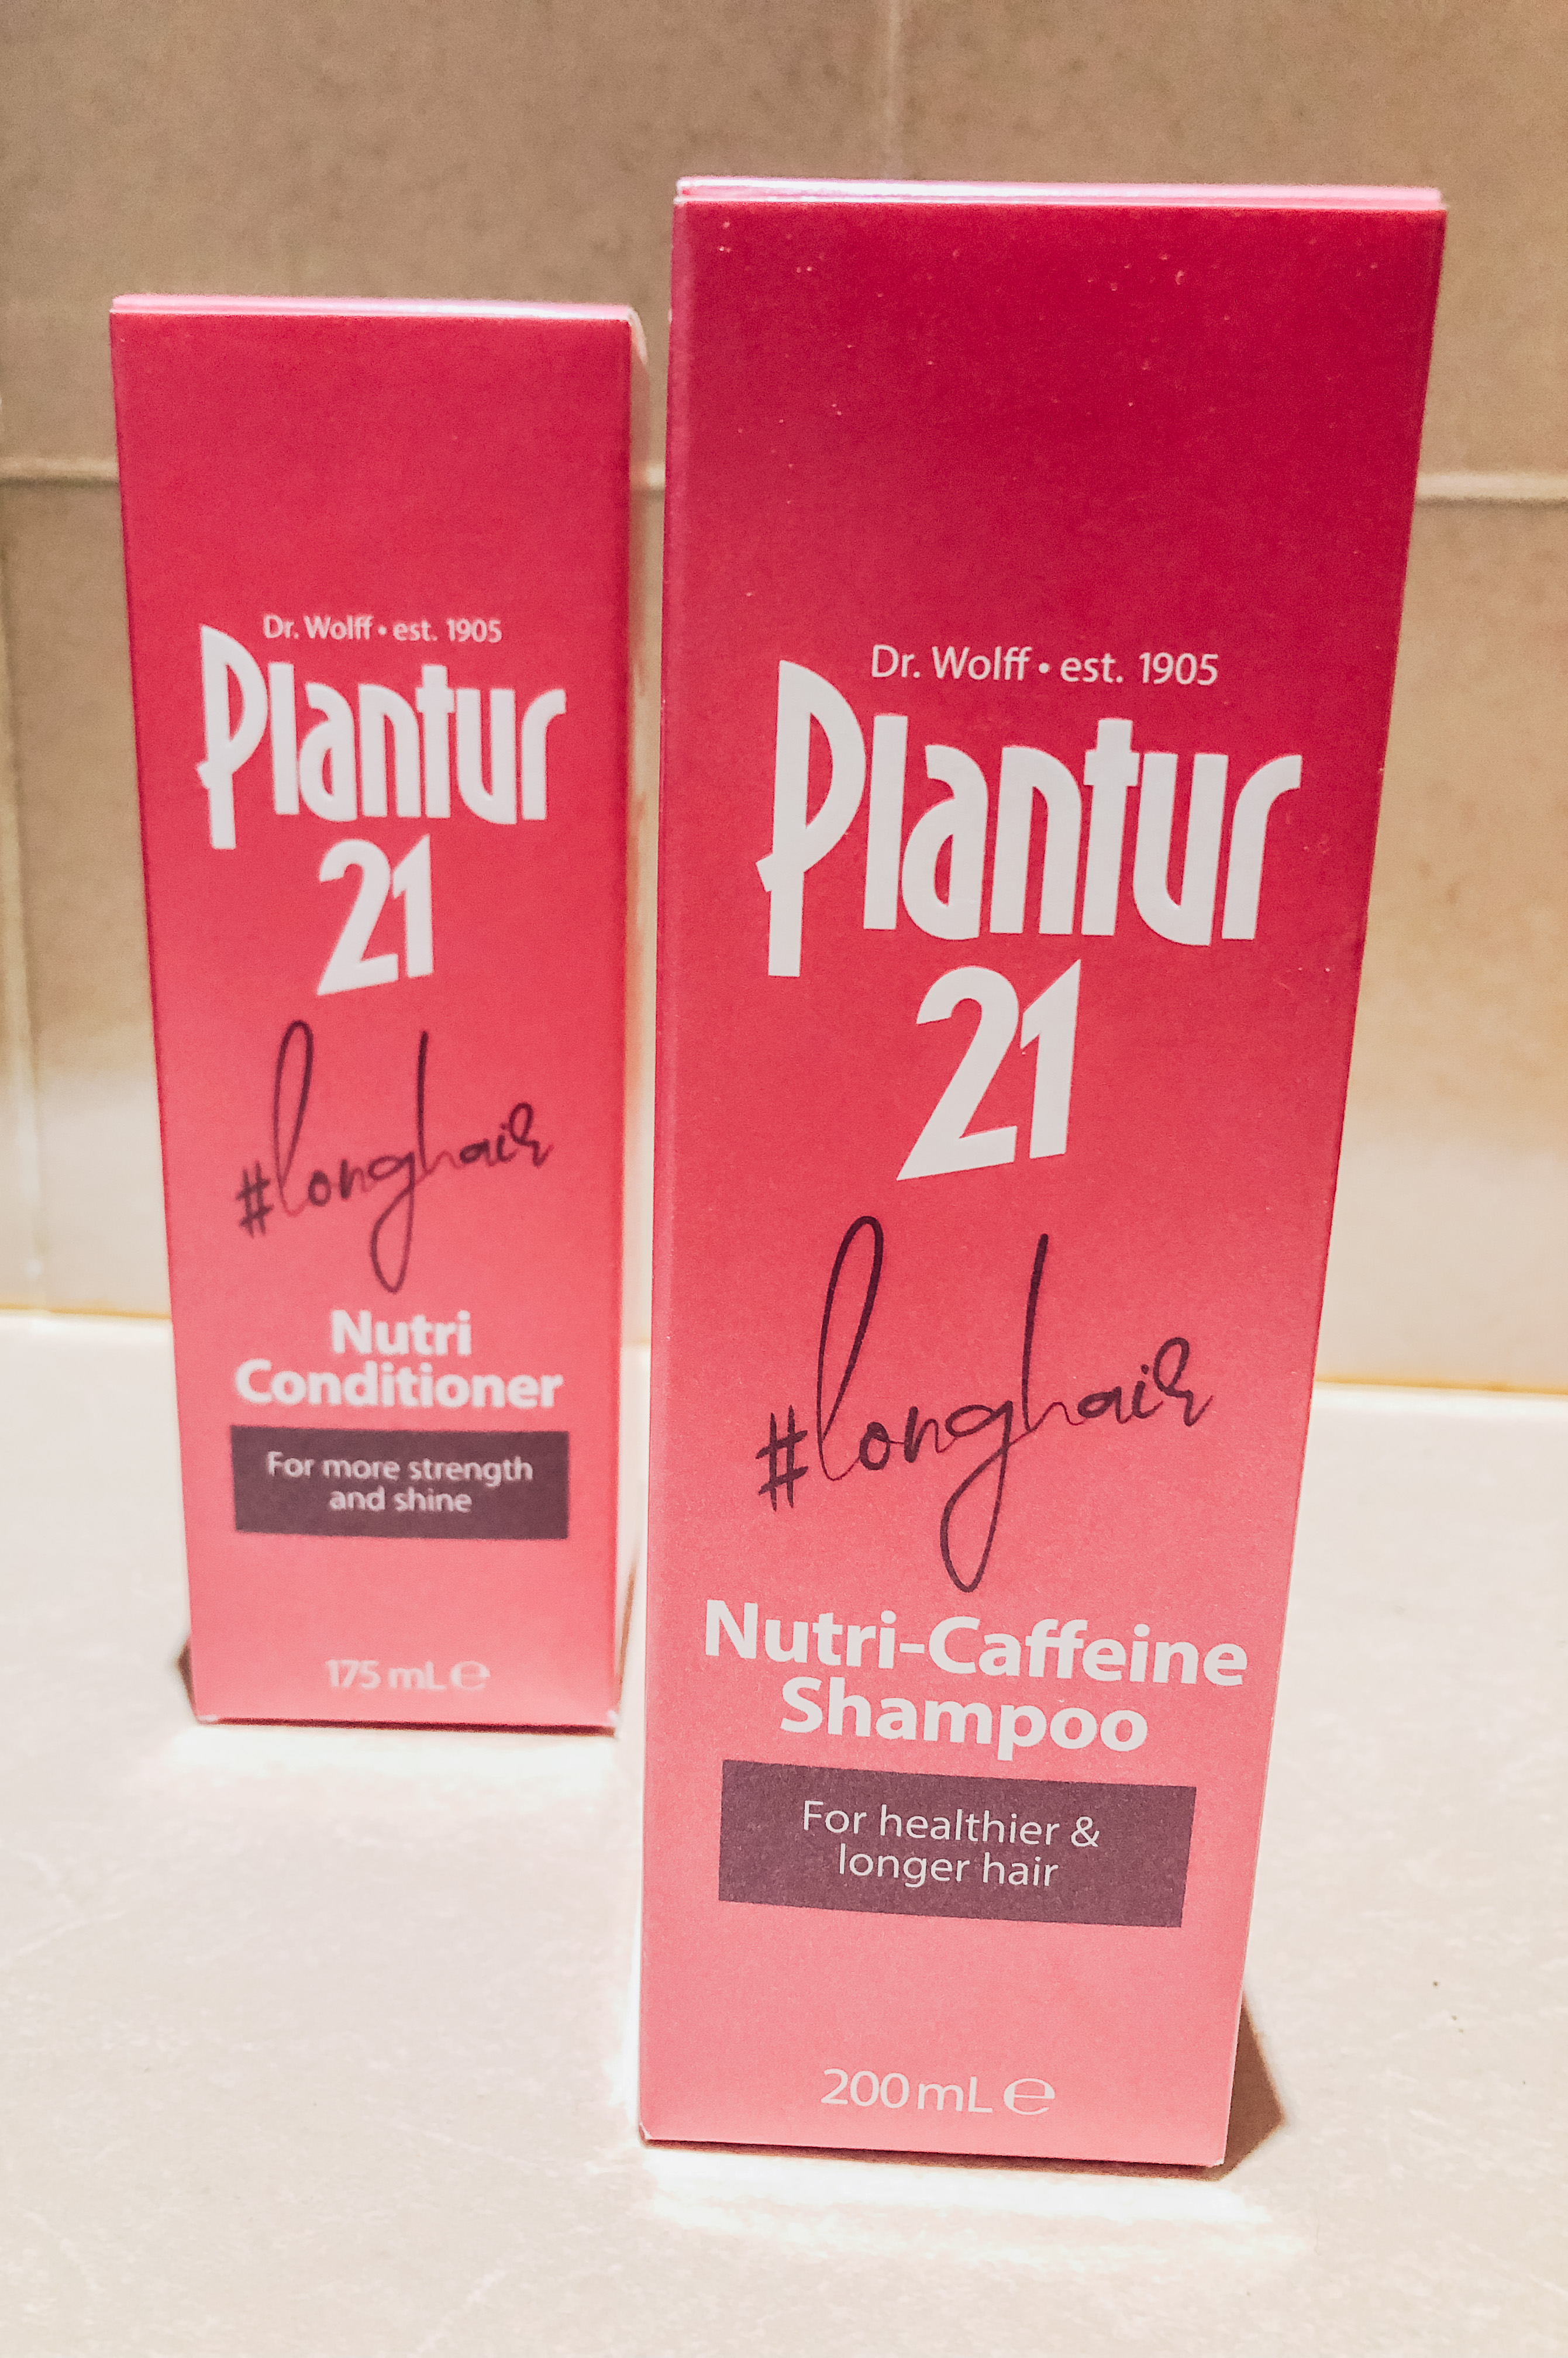 Dr. Wolff • est. 1905
Plantur
21
#longhair
Nutri
Conditioner
For more strength
and shine
175 mL ℮
Dr. Wolff • est. 1905
Plantur
21
#longhair
Nutri-Caffeine
Shampoo
For healthier &
longer hair
200 mL ℮